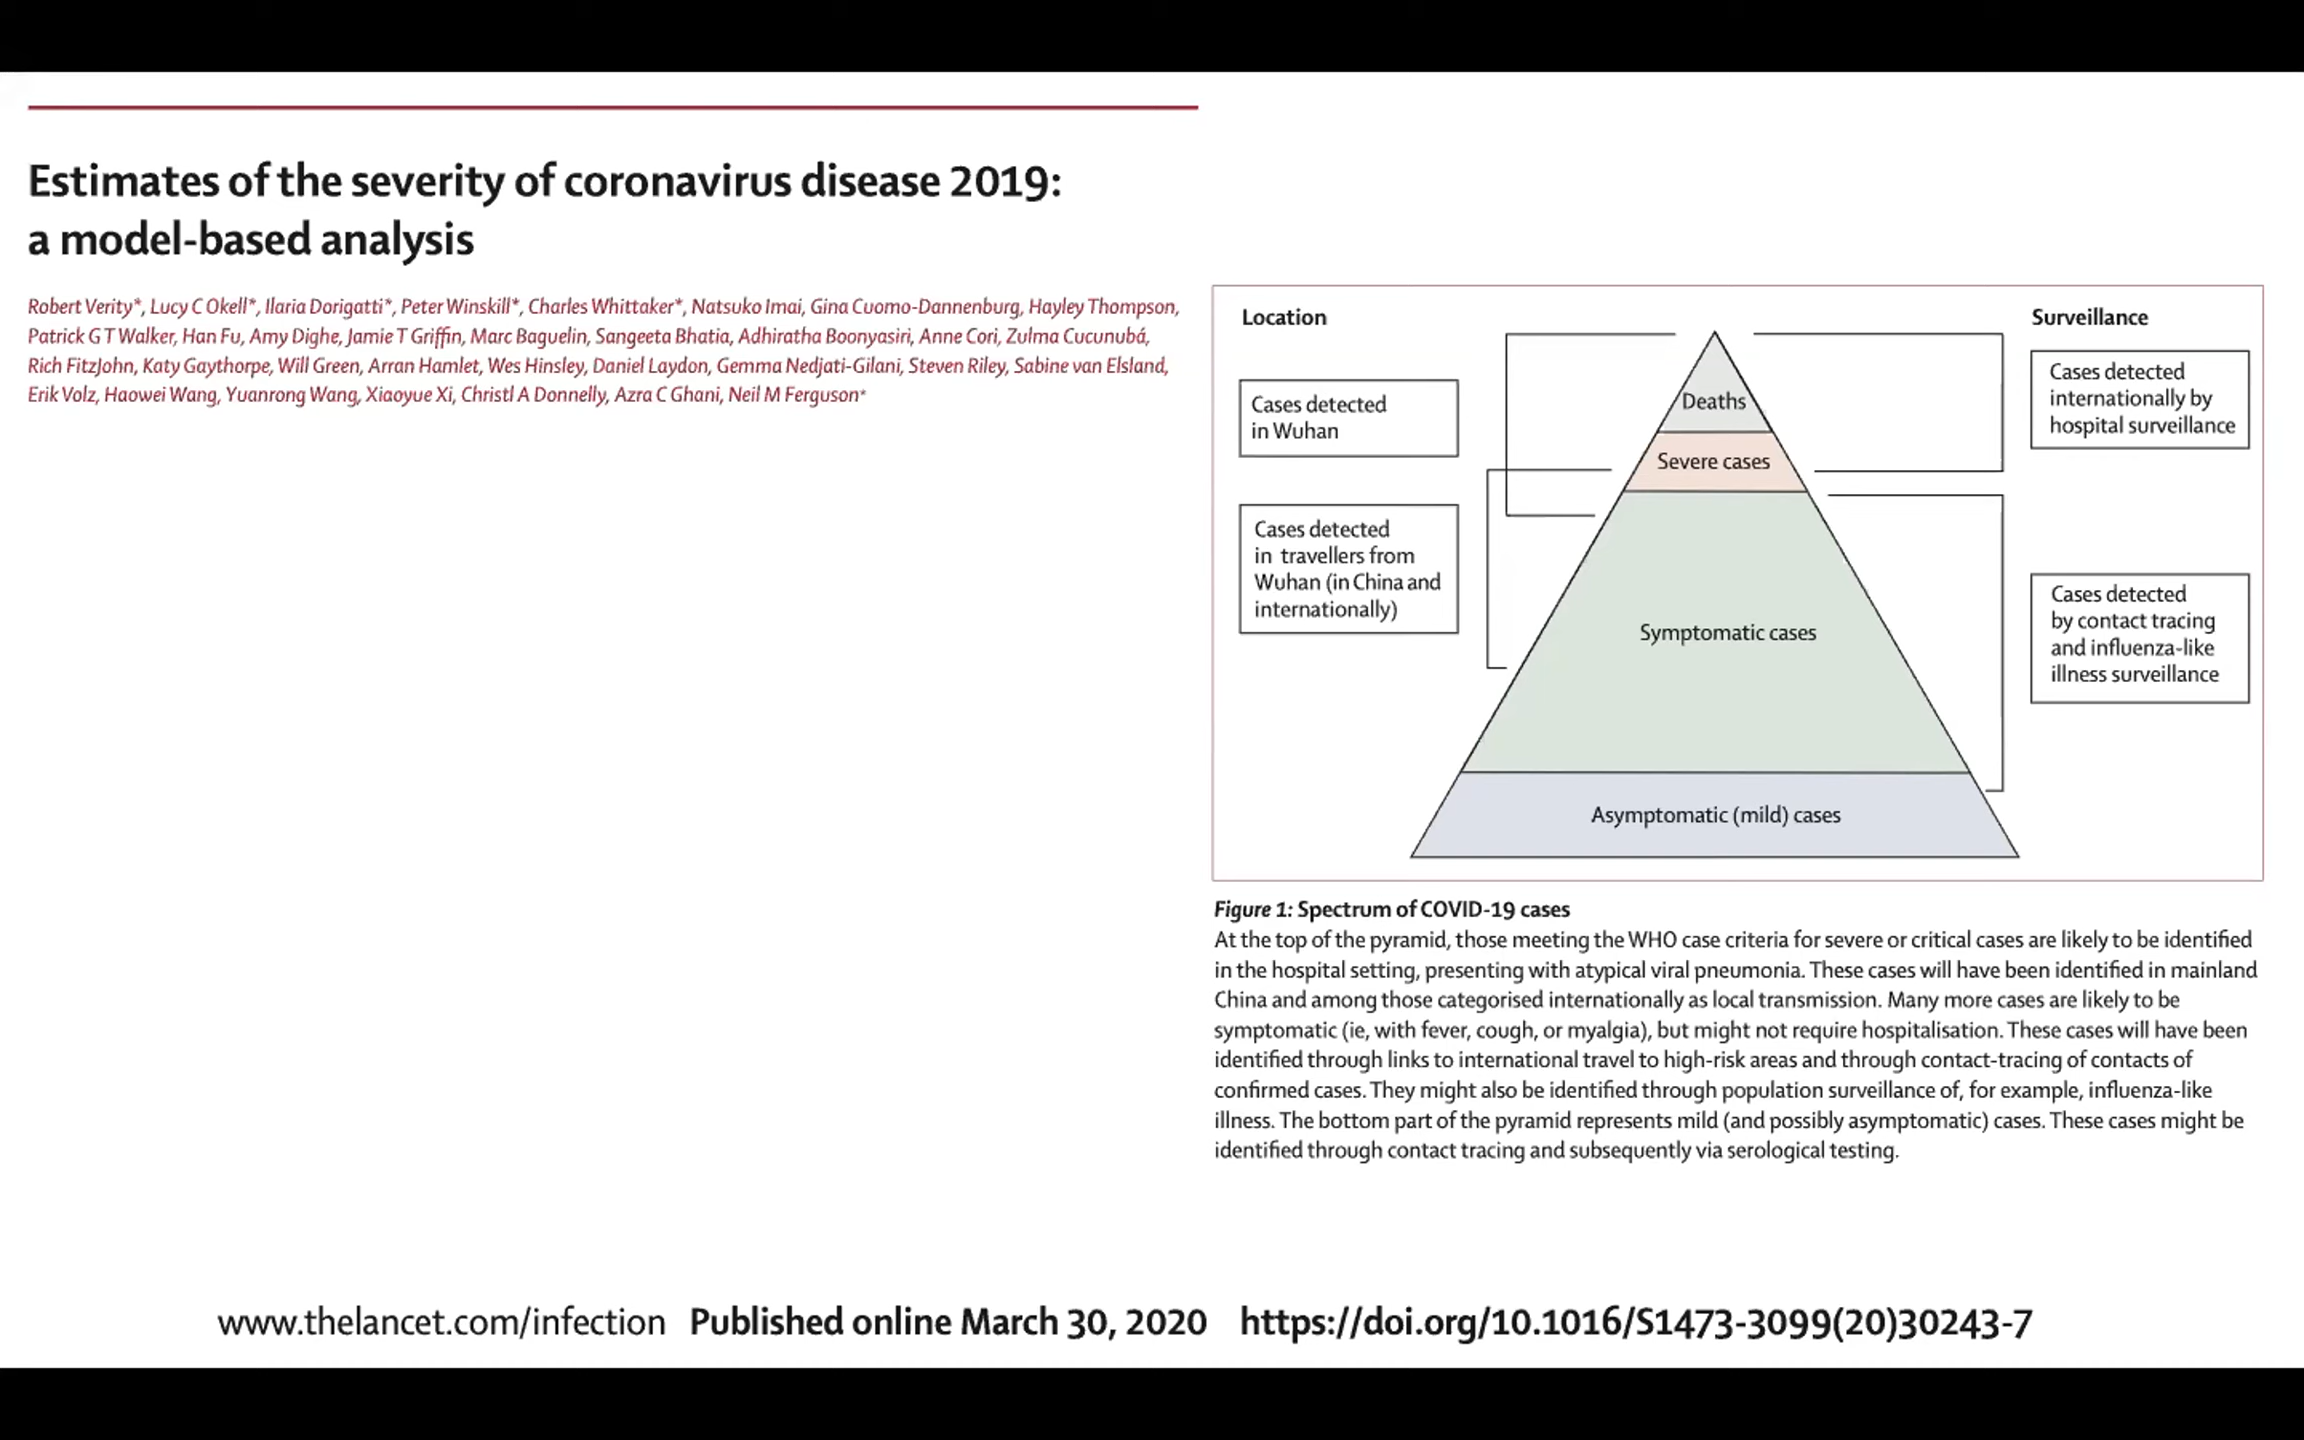 Estimates of the severity of coronavirus disease 2019:
a model-based analysis
Robert Verity*, Lucy C Okell*, Ilaria Dorigatti*, Peter Winskill*, Charles Whittaker*, Natsuko Imai, Gina Cuomo-Dannenburg, Hayley Thompson,
Patrick G T Walker, Han Fu, Amy Dighe, Jamie T Griffin, Marc Baguelin, Sangeeta Bhatia, Adhiratha Boonyasiri, Anne Cori, Zulma Cucunubá,
Rich FitzJohn, Katy Gaythorpe, Will Green, Arran Hamlet, Wes Hinsley, Daniel Laydon, Gemma Nedjati-Gilani, Steven Riley, Sabine van Elsland,
Erik Volz, Haowei Wang, Yuanrong Wang, Xiaoyue Xi, Christl A Donnelly, Azra C Ghani, Neil M Ferguson*
Location
Cases detected
in Wuhan
Cases detected
in travellers from
Wuhan (in China and
internationally)
Deaths
Severe cases
Symptomatic cases
Asymptomatic (mild) cases
Surveillance
Cases detected
internationally by
hospital surveillance
Cases detected
by contact tracing
and influenza-like
illness surveillance
Figure 1: Spectrum of COVID-19 cases
At the top of the pyramid, those meeting the WHO case criteria for severe or critical cases are likely to be identified
in the hospital setting, presenting with atypical viral pneumonia. These cases will have been identified in mainland
China and among those categorised internationally as local transmission. Many more cases are likely to be
symptomatic (ie, with fever, cough, or myalgia), but might not require hospitalisation. These cases will have been
identified through links to international travel to high-risk areas and through contact-tracing of contacts of
confirmed cases. They might also be identified through population surveillance of, for example, influenza-like
illness. The bottom part of the pyramid represents mild (and possibly asymptomatic) cases. These cases might be
identified through contact tracing and subsequently via serological testing.
www.thelancet.com/infection Published online March 30, 2020 https://doi.org/10.1016/S1473-3099(20)30243-7